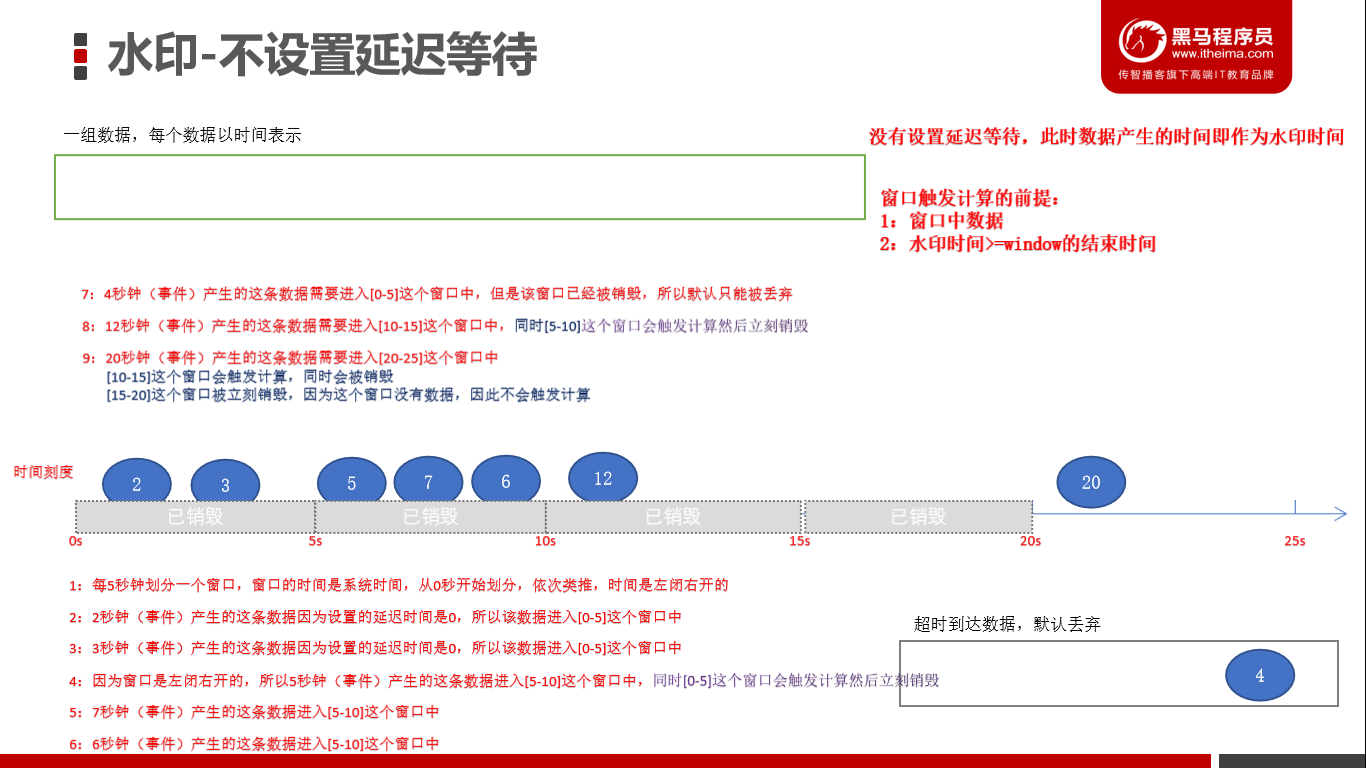 水印-不设置延迟等待
黑马程序员
www.itheima.com
传智播客旗下高端IT教育品牌
一组数据，每个数据以时间表示
没有设置延迟等待，此时数据产生的时间即作为水印时间
窗口触发计算的前提：
1：窗口中数据
2：水印时间>=window的结束时间
7：4秒钟（事件）产生的这条数据需要进入[0-5]这个窗口中，但是该窗口已经被销毁，所以默认只能被丢弃
8：12秒钟（事件）产生的这条数据需要进入[10-15]这个窗口中，同时[5-10]这个窗口会触发计算然后立刻销毁
9：20秒钟（事件）产生的这条数据需要进入[20-25]这个窗口中
[10-15]这个窗口会触发计算，同时会被销毁
[15-20]这个窗口被立刻销毁，因为这个窗口没有数据，因此不会触发计算
时间刻度
2 3 5 7 6 12 20
已销毁 已销毁 已销毁 已销毁
0s 5s 10s 15s 20s 25s
1：每5秒钟划分一个窗口，窗口的时间是系统时间，从0秒开始划分，依次类推，时间是左闭右开的
2：2秒钟（事件）产生的这条数据因为设置的延迟时间是0，所以该数据进入[0-5]这个窗口中
3：3秒钟（事件）产生的这条数据因为设置的延迟时间是0，所以该数据进入[0-5]这个窗口中
4：因为窗口是左闭右开的，所以5秒钟（事件）产生的这条数据进入[5-10]这个窗口中，同时[0-5]这个窗口会触发计算然后立刻销毁
5：7秒钟（事件）产生的这条数据进入[5-10]这个窗口中
6：6秒钟（事件）产生的这条数据进入[5-10]这个窗口中
超时到达数据，默认丢弃
4